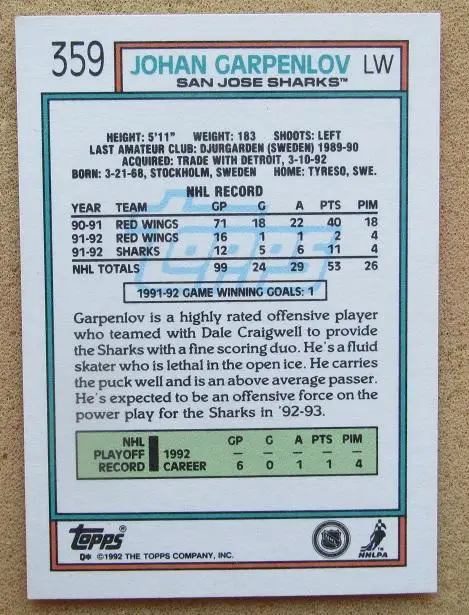 359 JOHAN GARPENLOV LW
SAN JOSE SHARKS™
HEIGHT: 5'11" WEIGHT: 183 SHOOTS: LEFT
LAST AMATEUR CLUB: DJURGARDEN (SWEDEN) 1989-90
ACQUIRED: TRADE WITH DETROIT, 3-10-92
BORN: 3-21-68, STOCKHOLM, SWEDEN HOME: TYRESO, SWE.
NHL RECORD
YEAR TEAM GP G A PTS PIM
90-91 RED WINGS 71 18 22 40 18
91-92 RED WINGS 16 1 1 2 4
91-92 SHARKS 12 5 6 11 4
NHL TOTALS 99 24 29 53 26
Topps
1991-92 GAME WINNING GOALS: 1
Garpenlov is a highly rated offensive player
who teamed with Dale Craigwell to provide
the Sharks with a fine scoring duo. He's a fluid
skater who is lethal in the open ice. He carries
the puck well and is an above average passer.
He's expected to be an offensive force on the
power play for the Sharks in '92-93.
NHL GP G A PTS PIM
PLAYOFF 1992 — — — — —
RECORD CAREER 6 0 1 1 4
Topps®
D* ©1992 THE TOPPS COMPANY, INC.
NHLPA™